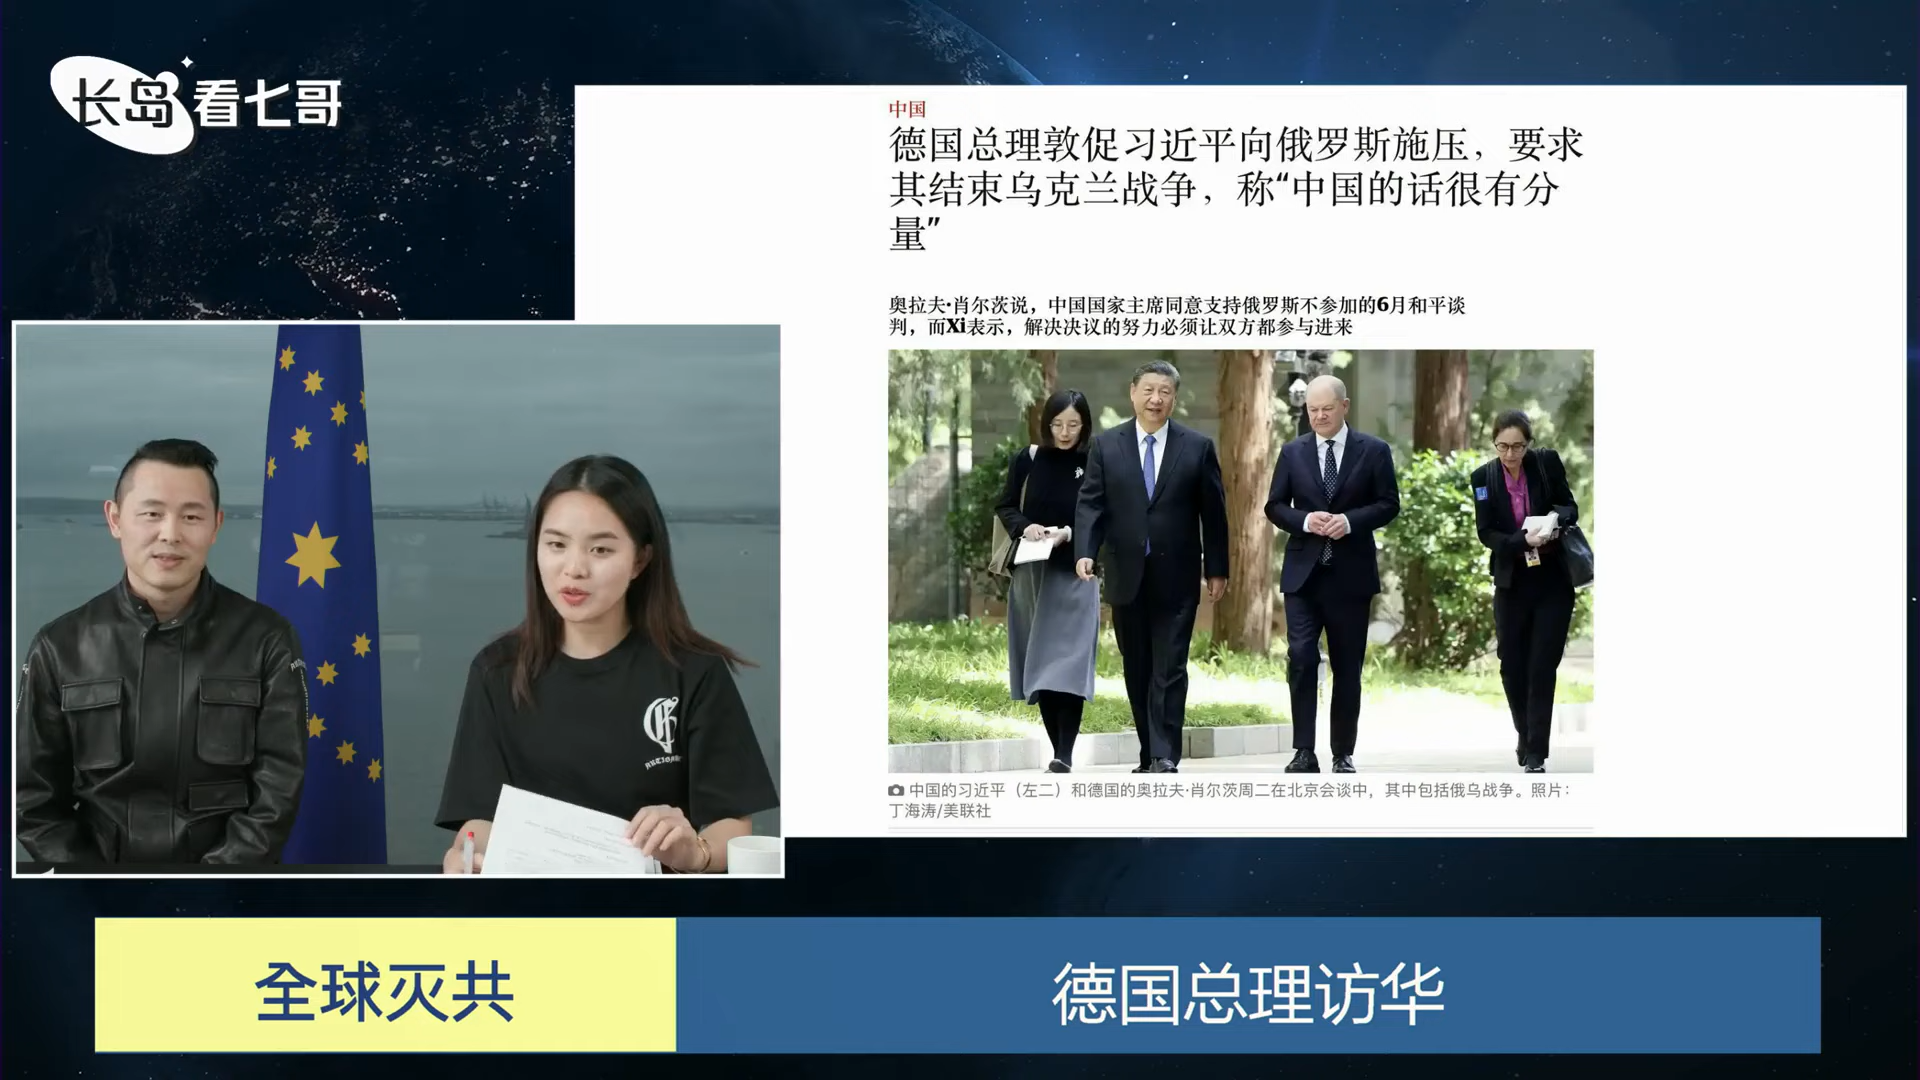 长岛看七哥
中国
德国总理敦促习近平向俄罗斯施压，要求
其结束乌克兰战争，称“中国的话很有分
量”
奥拉夫·肖尔茨说，中国国家主席同意支持俄罗斯不参加的6月和平谈
判，而Xi表示，解决决议的努力必须让双方都参与进来
中国的习近平（左二）和德国的奥拉夫·肖尔茨周二在北京会谈中，其中包括俄乌战争。照片：
丁海涛/美联社
全球灭共
德国总理访华